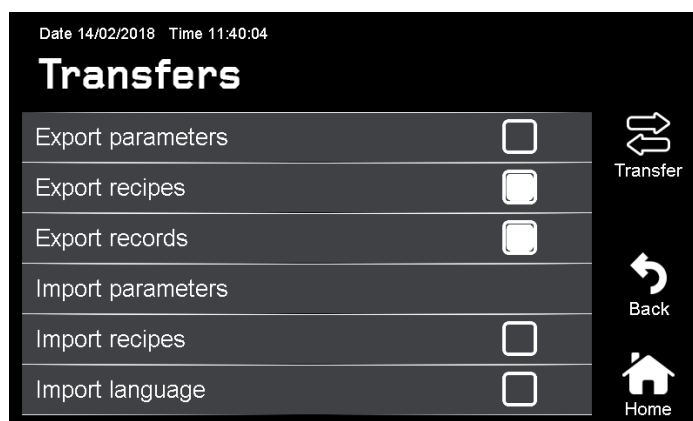 Date 14/02/2018 Time 11:40:04
Transfers
Export parameters
Export recipes
Export records
Import parameters
Import recipes
Import language
Transfer
Back
Home